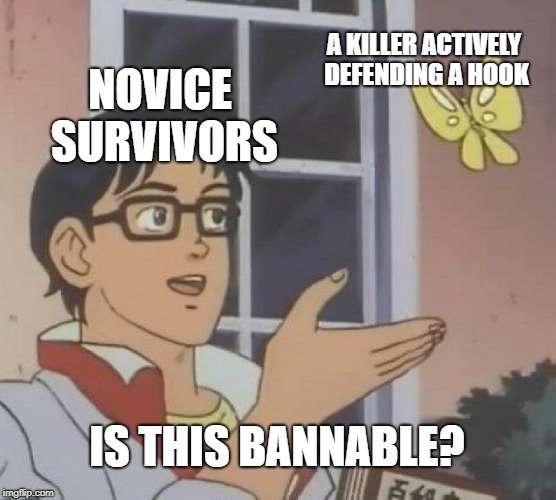 A KILLER ACTIVELY
DEFENDING A HOOK
NOVICE
SURVIVORS
IS THIS BANNABLE?
imgflip.com